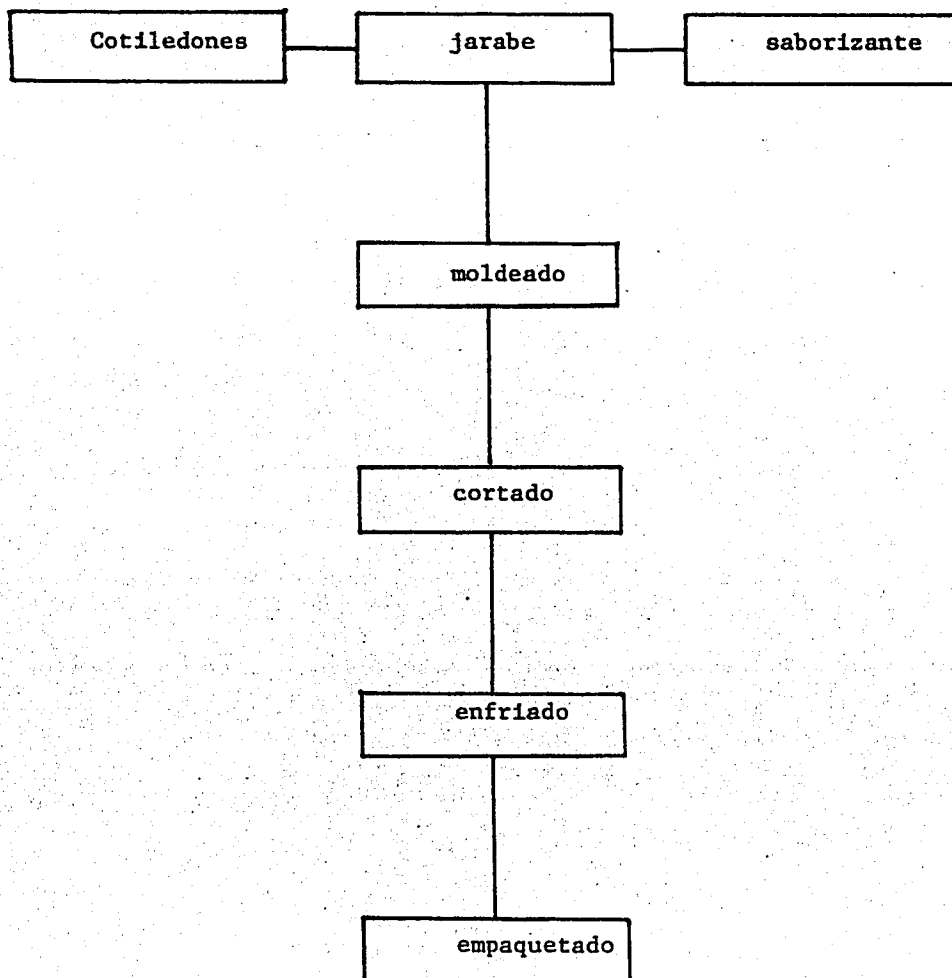 Cotiledones jarabe saborizante
moldeado
cortado
enfriado
empaquetado